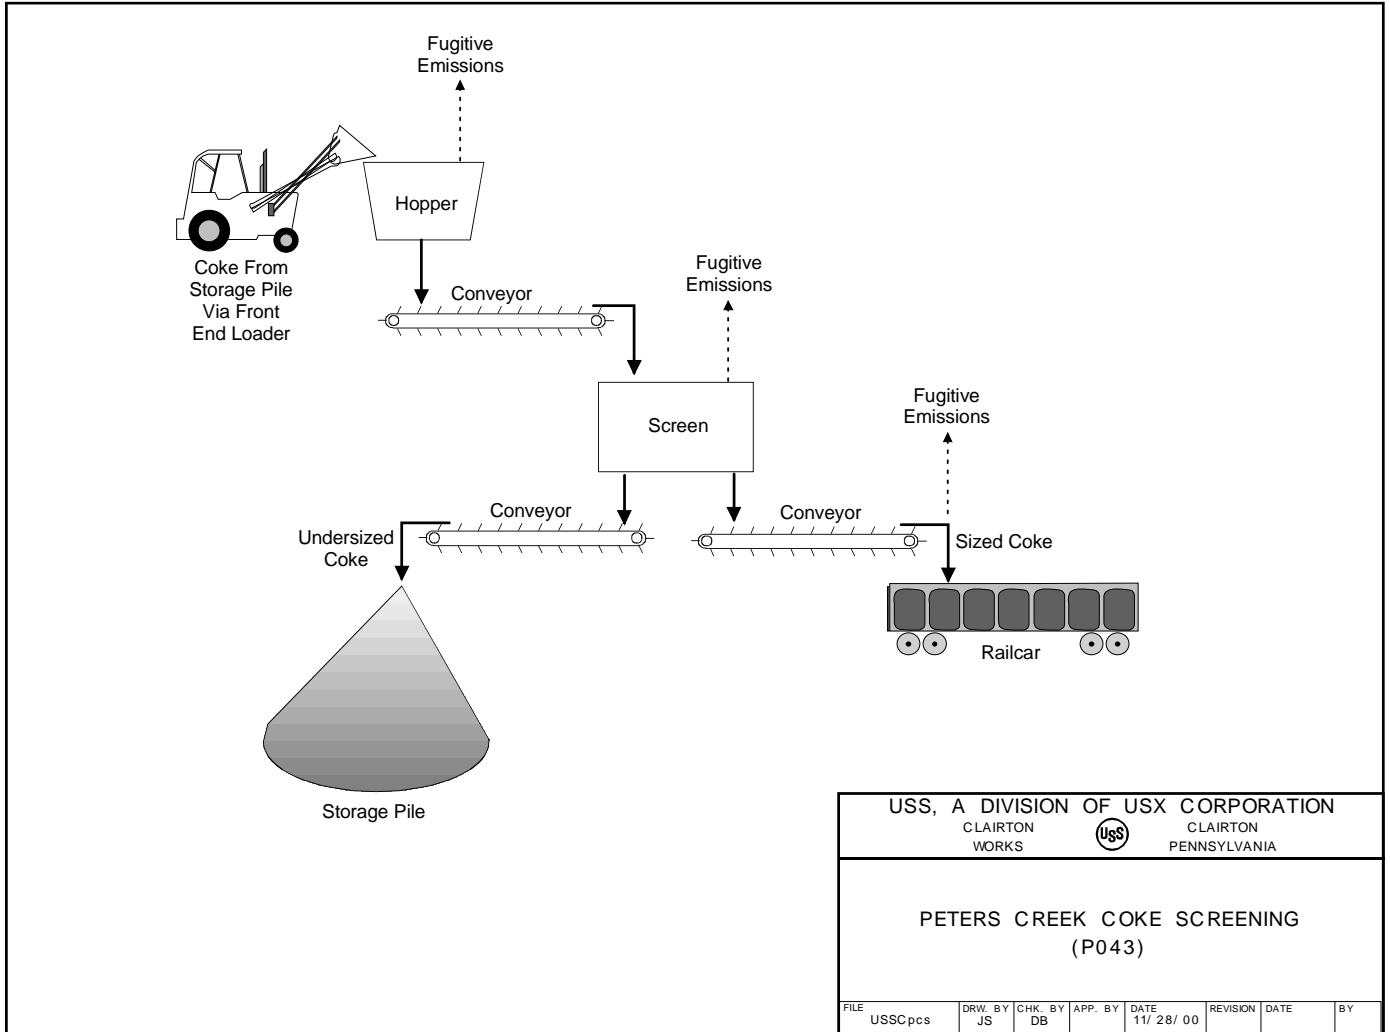 Fugitive
Emissions
Hopper
Coke From
Storage Pile
Via Front
End Loader
Conveyor
Fugitive
Emissions
Screen
Fugitive
Emissions
Conveyor
Undersized
Coke
Conveyor
Sized Coke
Railcar
Storage Pile
USS, A DIVISION OF USX CORPORATION
CLAIRTON
WORKS
USS
CLAIRTON
PENNSYLVANIA
PETERS CREEK COKE SCREENING
(P043)
FILE
USSCpcs
DRW. BY
JS
CHK. BY
DB
APP. BY
DATE
11/28/00
REVISION
DATE
BY